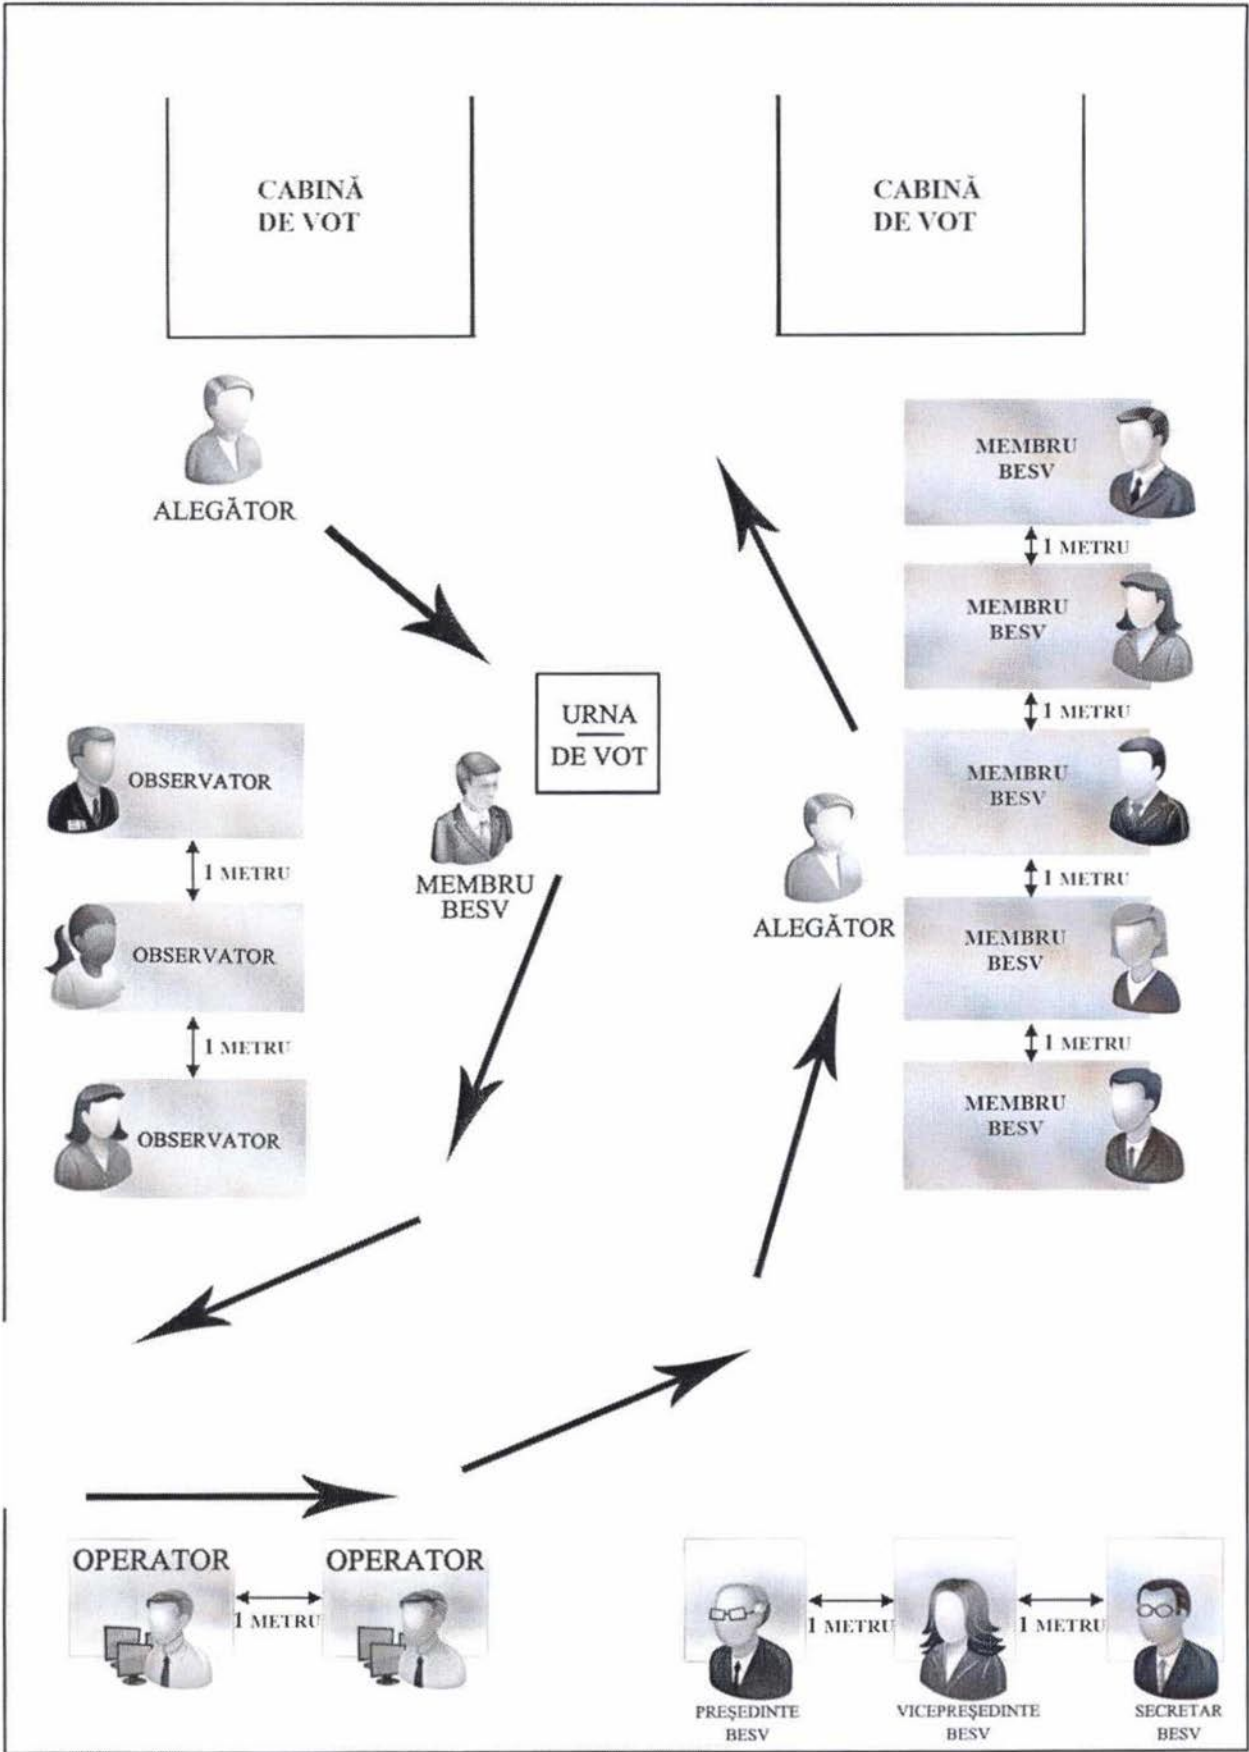 CABINĂ
DE VOT
CABINĂ
DE VOT
ALEGĂTOR
MEMBRU
BESV
1 METRU
MEMBRU
BESV
1 METRU
URNA
DE VOT
OBSERVATOR
MEMBRU
BESV
1 METRU
1 METRU
MEMBRU
BESV
ALEGĂTOR
OBSERVATOR
MEMBRU
BESV
1 METRU
1 METRU
OBSERVATOR
MEMBRU
BESV
OPERATOR
1 METRU
OPERATOR
1 METRU
1 METRU
PREŞEDINTE
BESV
VICEPREŞEDINTE
BESV
SECRETAR
BESV